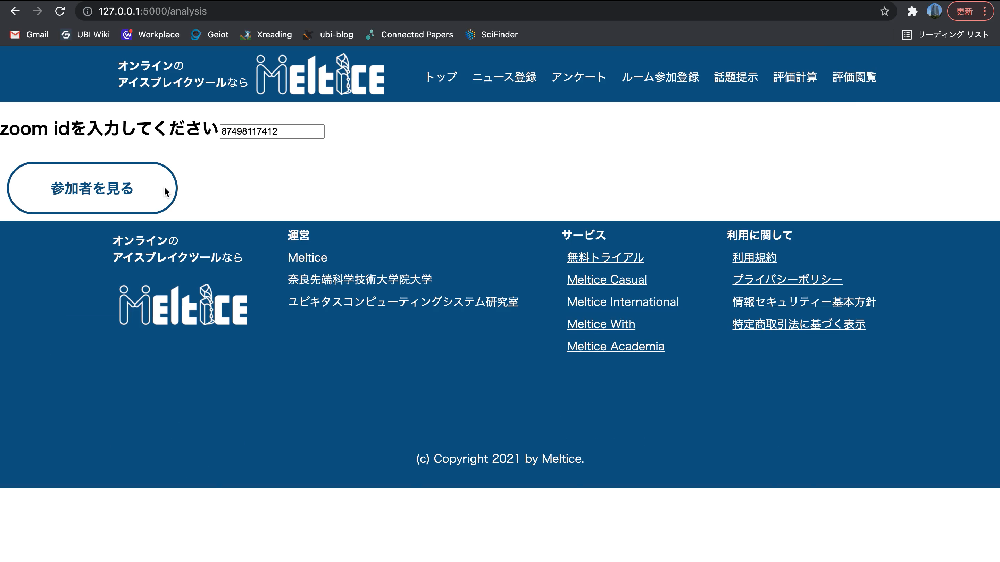 127.0.0.1:5000/analysis
更新
Gmail
UBI Wiki
Workplace
Geiot
Xreading
ubi-blog
Connected Papers
SciFinder
リーディング リスト
オンラインの
アイスブレイクツールなら
Meltice
トップ
ニュース登録
アンケート
ルーム参加登録
話題提示
評価計算
評価閲覧
zoom idを入力してください
87498117412
参加者を見る
オンラインの
アイスブレイクツールなら
Meltice
運営
Meltice
奈良先端科学技術大学院大学
ユビキタスコンピューティングシステム研究室
サービス
無料トライアル
Meltice Casual
Meltice International
Meltice With
Meltice Academia
利用に関して
利用規約
プライバシーポリシー
情報セキュリティー基本方針
特定商取引法に基づく表示
(c) Copyright 2021 by Meltice.